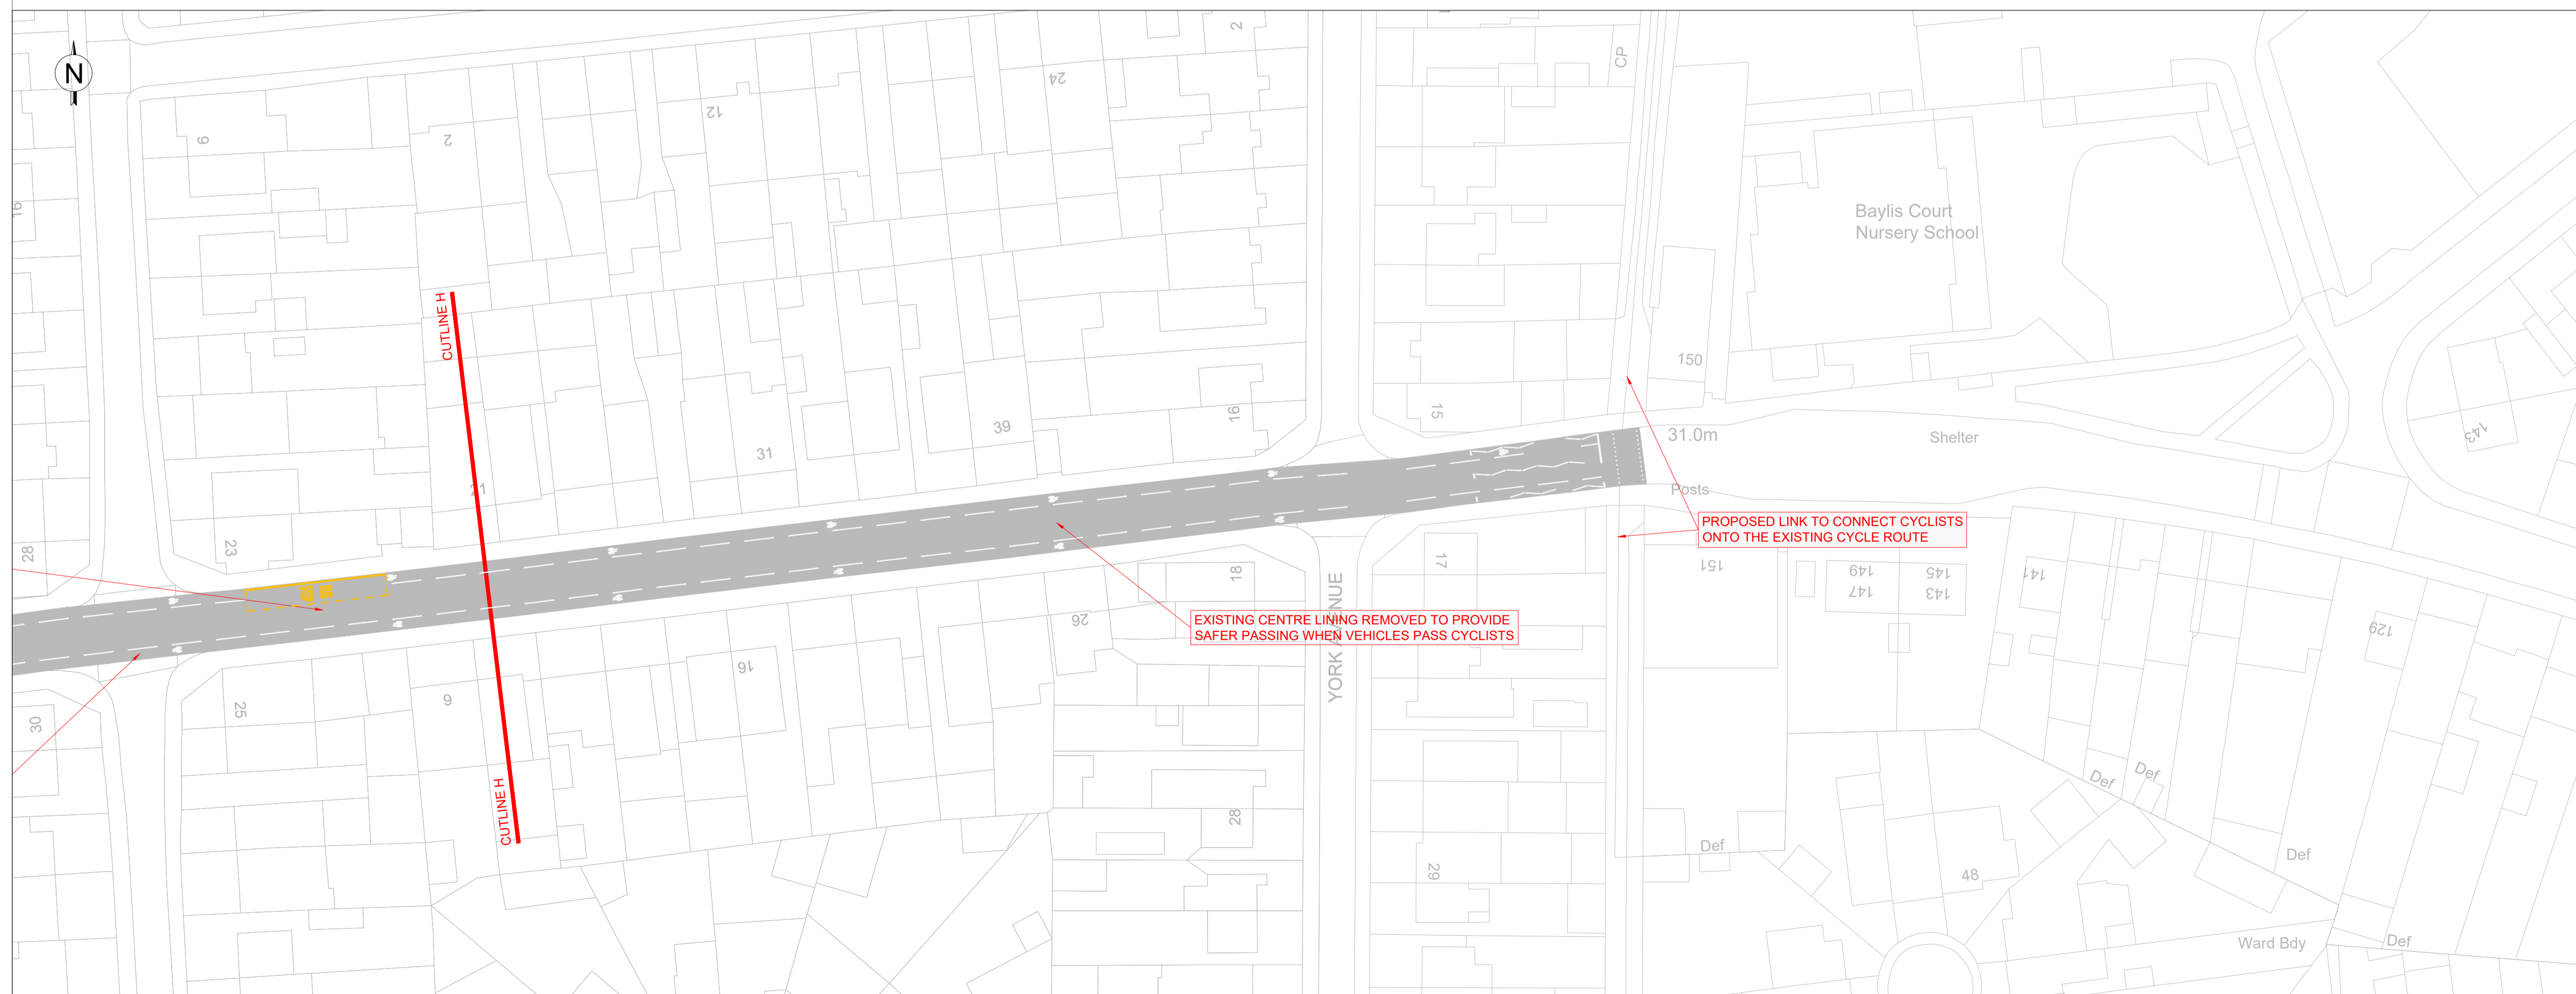 N
2
CP
24
12
2
9
16
Baylis Court
Nursery School
CUTLINE H
150
15
16
39
31
31.0m
Shelter
143
21
Posts
23
28
PROPOSED LINK TO CONNECT CYCLISTS
ONTO THE EXISTING CYCLE ROUTE
17
18
151
149
147
145
143
141
YORK AVENUE
EXISTING CENTRE LINING REMOVED TO PROVIDE
SAFER PASSING WHEN VEHICLES PASS CYCLISTS
26
129
16
9
25
30
CUTLINE H
Def
Def
28
29
Def
48
Def
Ward Bdy
Def